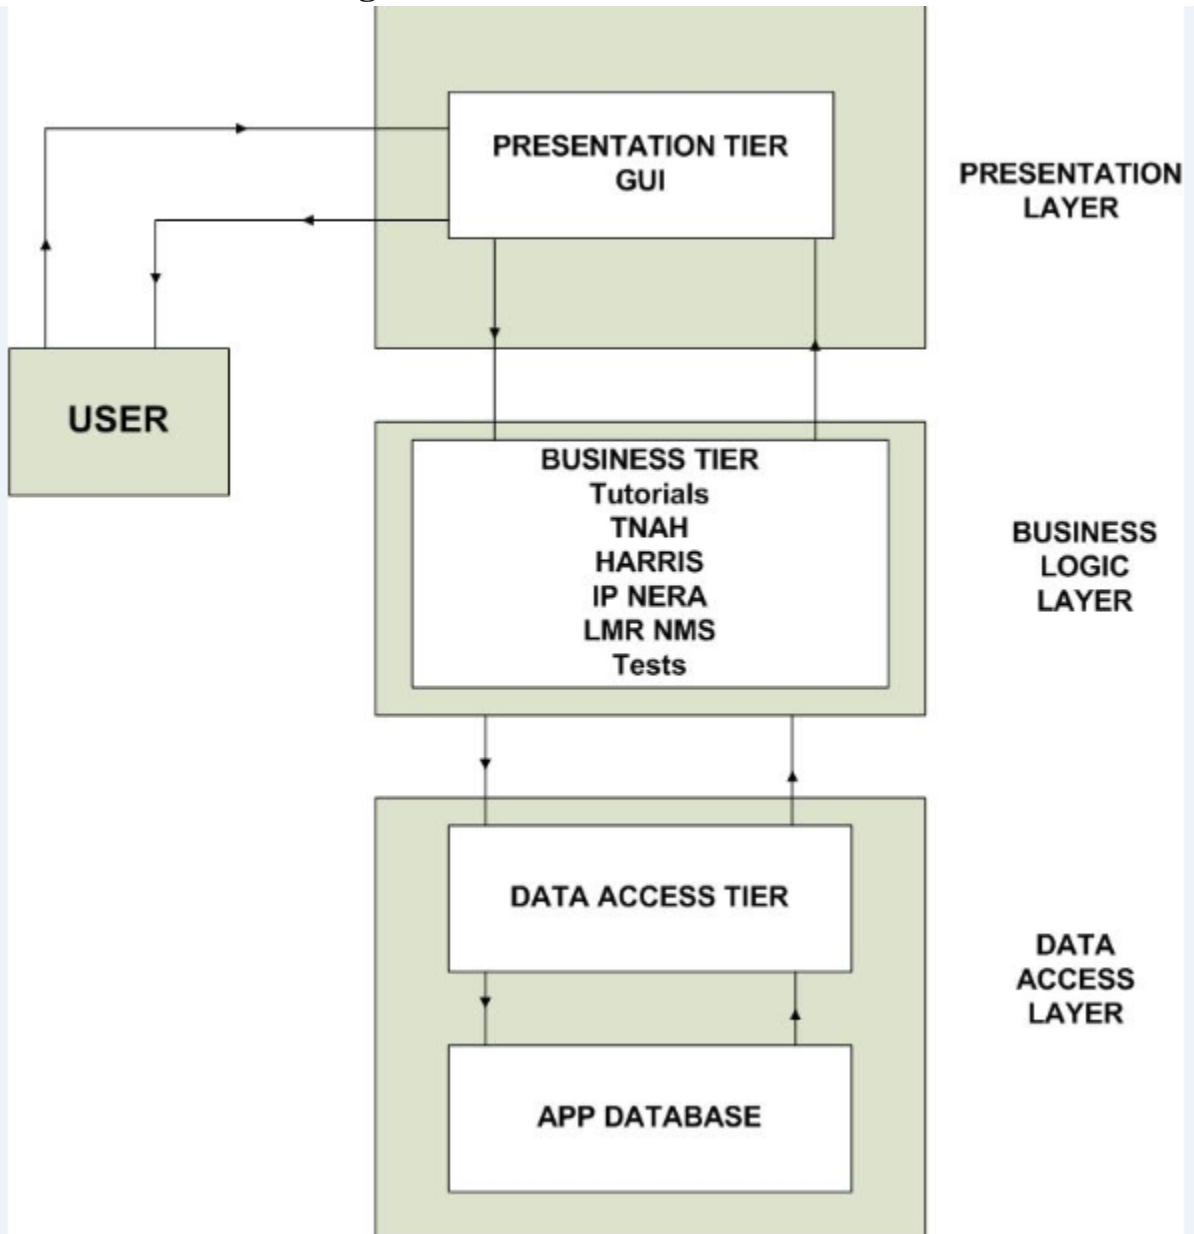 PRESENTATION TIER
GUI
PRESENTATION
LAYER
USER
BUSINESS TIER
Tutorials
TNAH
HARRIS
IP NERA
LMR NMS
Tests
BUSINESS
LOGIC
LAYER
DATA ACCESS TIER
DATA
ACCESS
LAYER
APP DATABASE